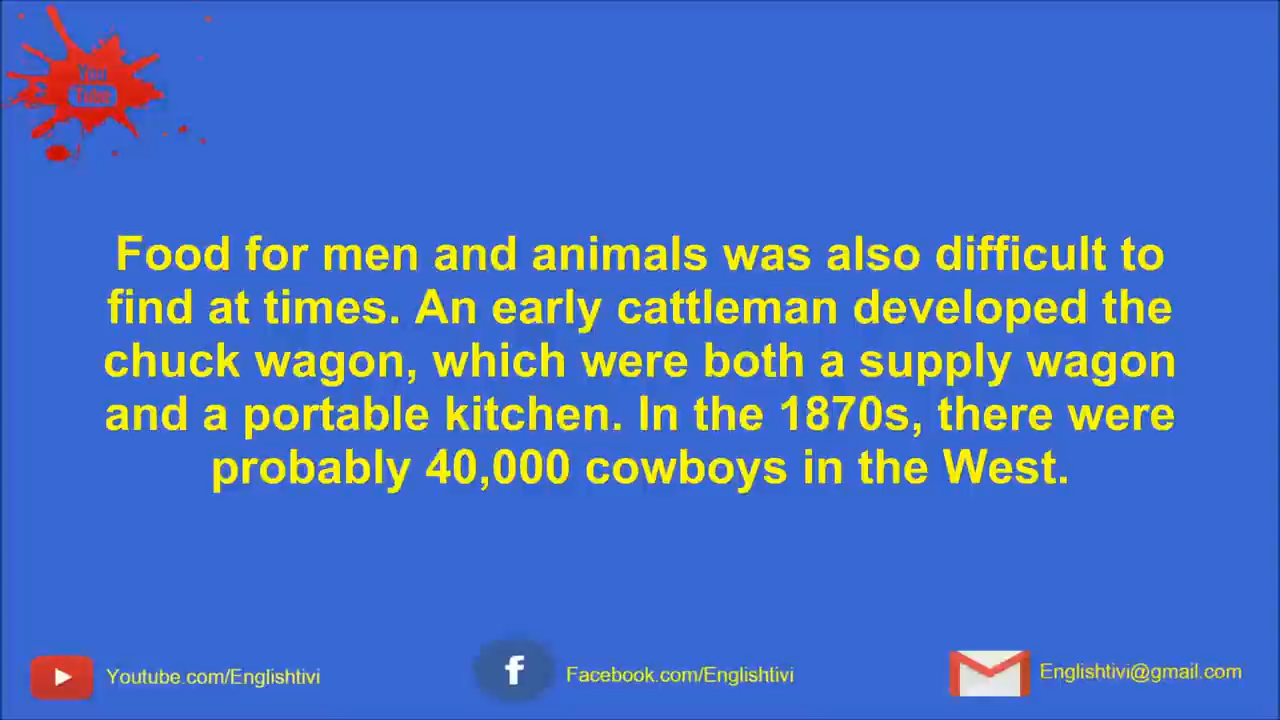 You
Tube
Food for men and animals was also difficult to
find at times. An early cattleman developed the
chuck wagon, which were both a supply wagon
and a portable kitchen. In the 1870s, there were
probably 40,000 cowboys in the West.
Youtube.com/Englishtivi
f
Facebook.com/Englishtivi
Englishtivi@gmail.com